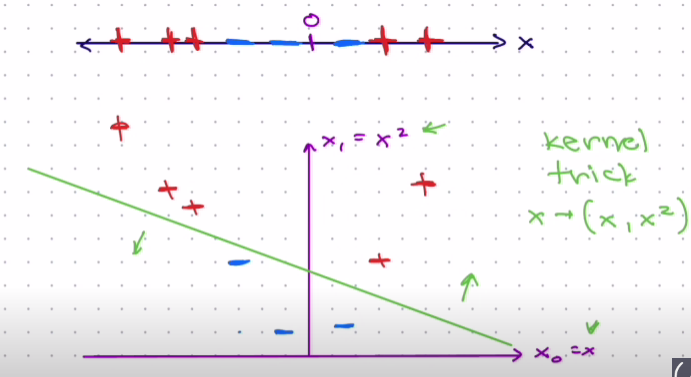 0
x
x₁ = x²
kernel
trick
x → (x, x²)
x₀ = x